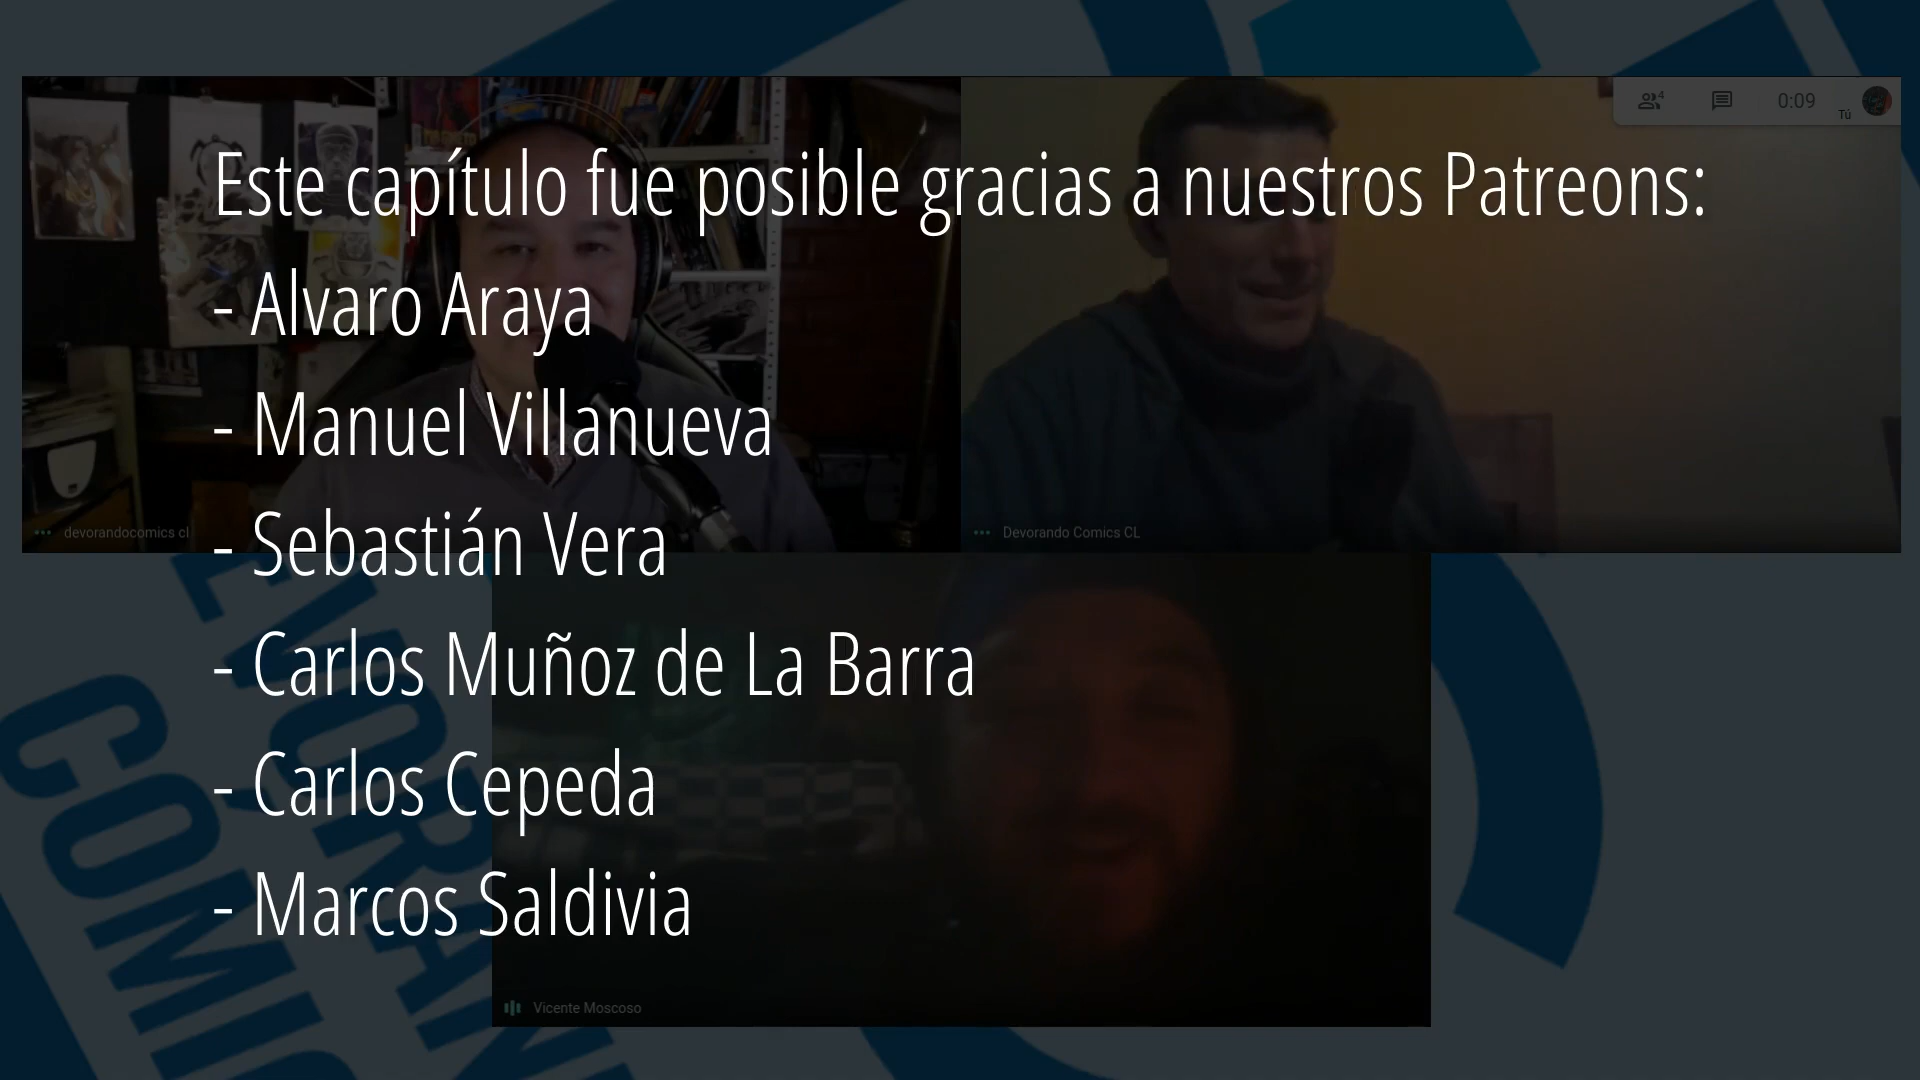 Este capítulo fue posible gracias a nuestros Patreons:
- Alvaro Araya
- Manuel Villanueva
- Sebastián Vera
- Carlos Muñoz de La Barra
- Carlos Cepeda
- Marcos Saldivia
4
0:09
Tú
devorandocomics cl
Devorando Comics CL
Vicente Moscoso